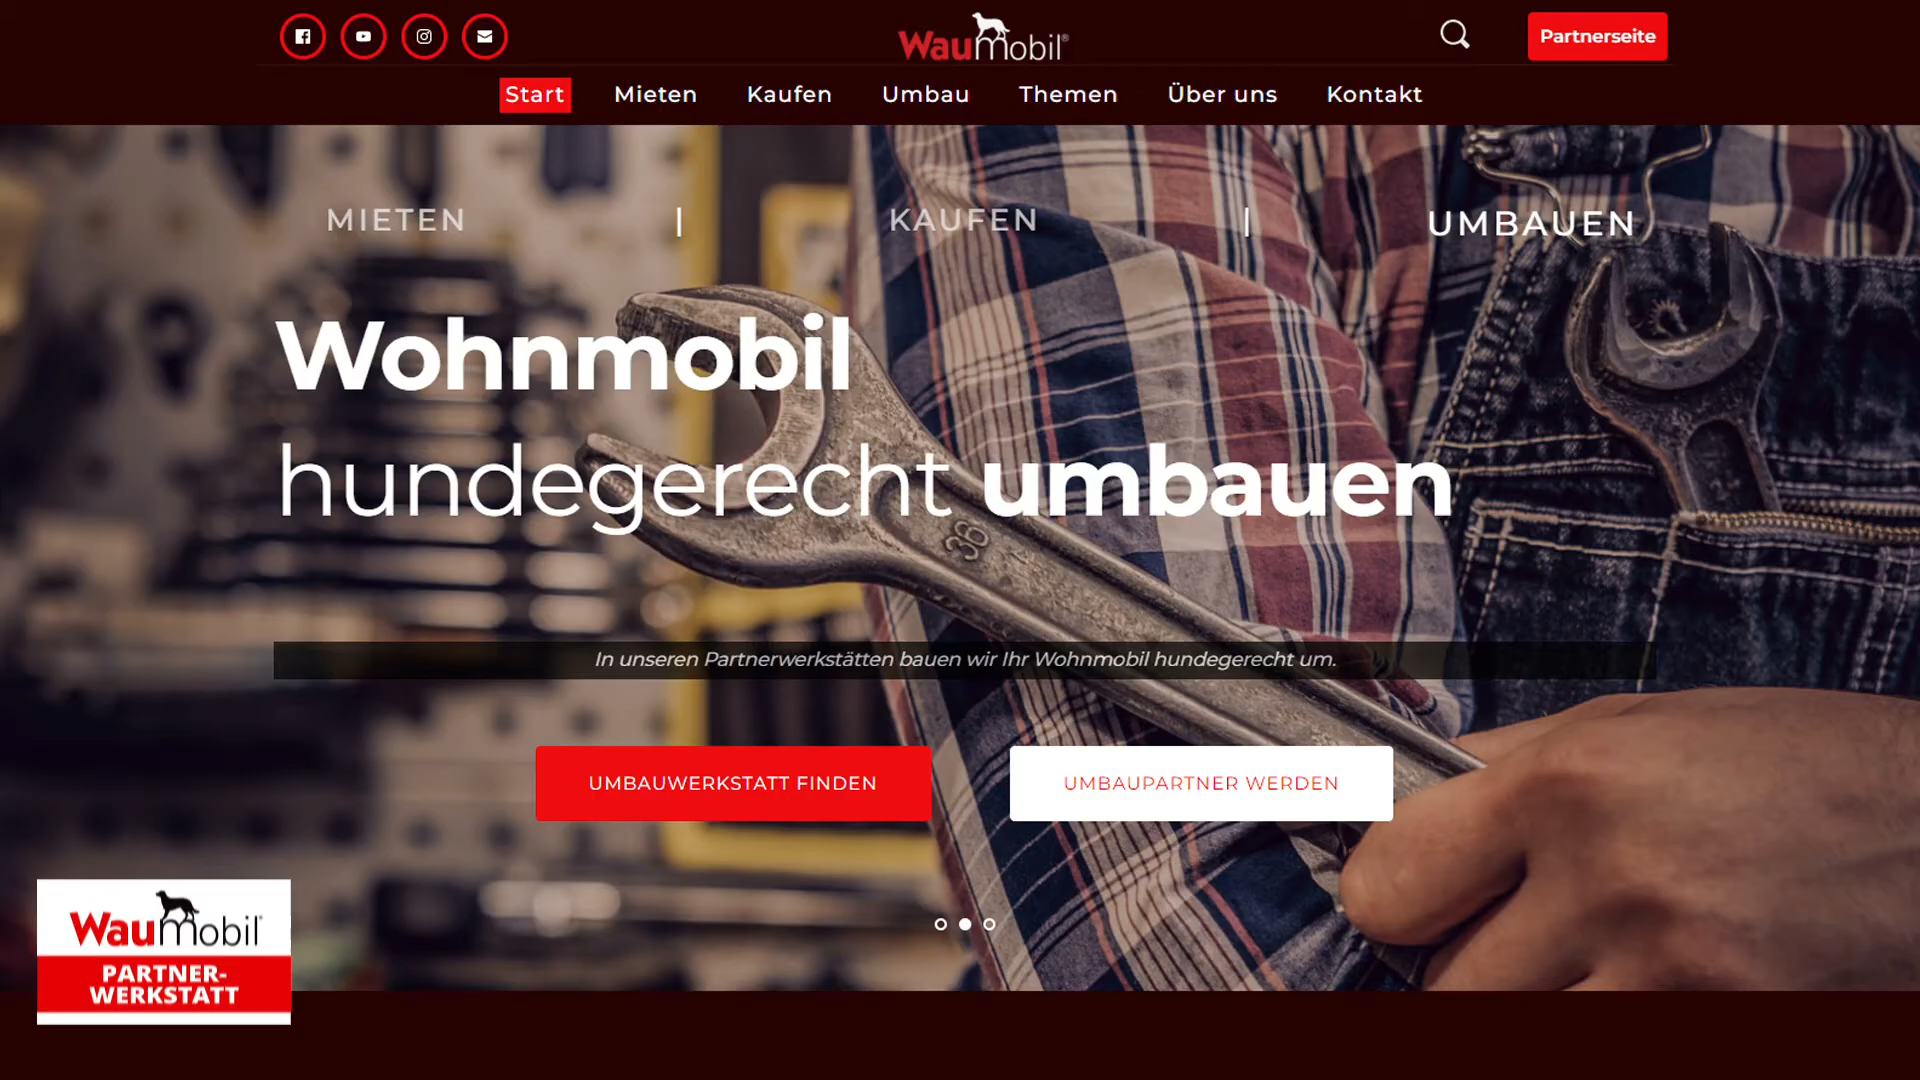 Waumobil®
Partnerseite
Start Mieten Kaufen Umbau Themen Über uns Kontakt
MIETEN | KAUFEN | UMBAUEN
Wohnmobil
hundegerecht umbauen
36
In unseren Partnerwerkstätten bauen wir Ihr Wohnmobil hundegerecht um.
UMBAUWERKSTATT FINDEN
UMBAUPARTNER WERDEN
Waumobil®
PARTNER-
WERKSTATT